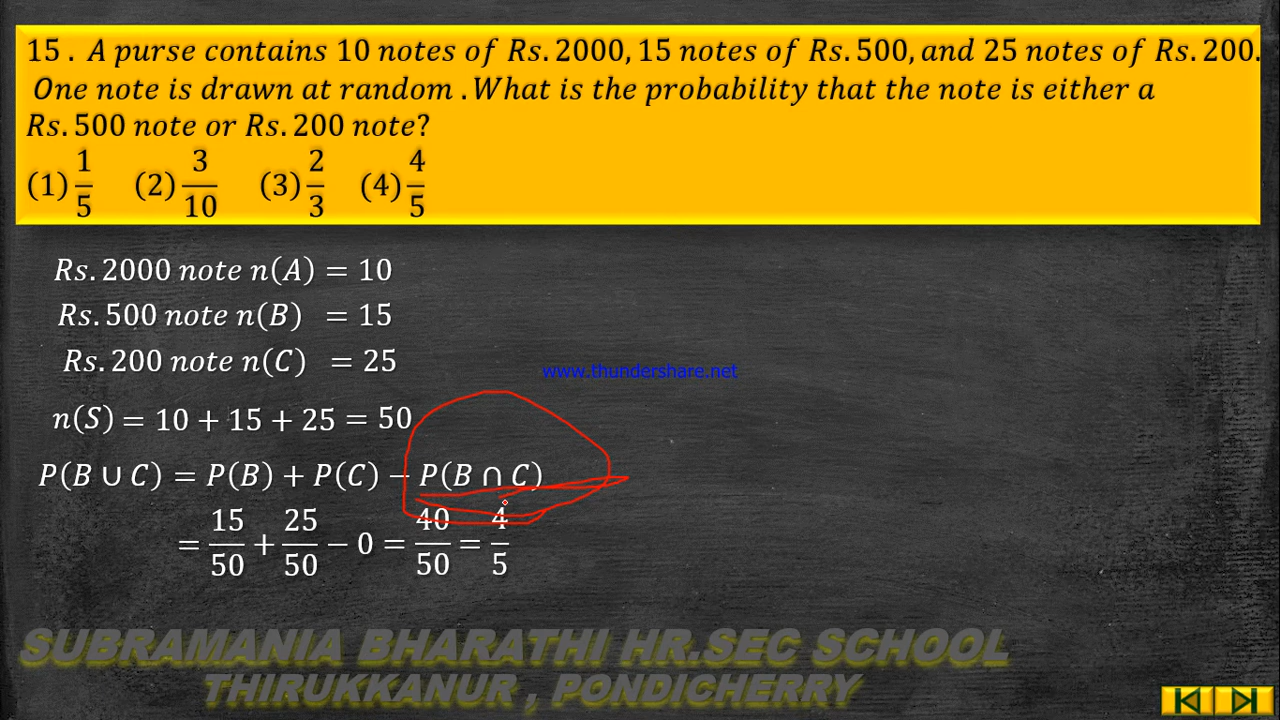 15 . A purse contains 10 notes of Rs. 2000, 15 notes of Rs. 500, and 25 notes of Rs. 200.
One note is drawn at random . What is the probability that the note is either a
Rs. 500 note or Rs. 200 note?
(1) 1/5 (2) 3/10 (3) 2/3 (4) 4/5
Rs. 2000 note n(A) = 10
Rs. 500 note n(B) = 15
Rs. 200 note n(C) = 25
www.thundershare.net
n(S) = 10 + 15 + 25 = 50
P(B ∪ C) = P(B) + P(C) − P(B ∩ C)
= 15/50 + 25/50 − 0 = 40/50 = 4/5
SUBRAMANIA BHARATHI HR.SEC SCHOOL
THIRUKKANUR , PONDICHERRY